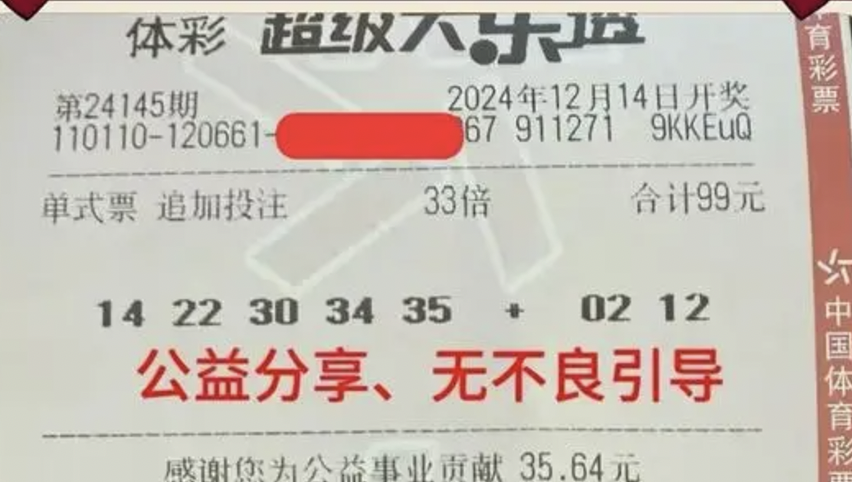 体彩 超级大乐透
第24145期 2024年12月14日开奖
110110-120661- 67 911271 9KKEuQ
单式票 追加投注 33倍 合计99元
14 22 30 34 35 + 02 12
公益分享、无不良引导
感谢您为公益事业贡献 35.64元
育彩票
中国体育彩票